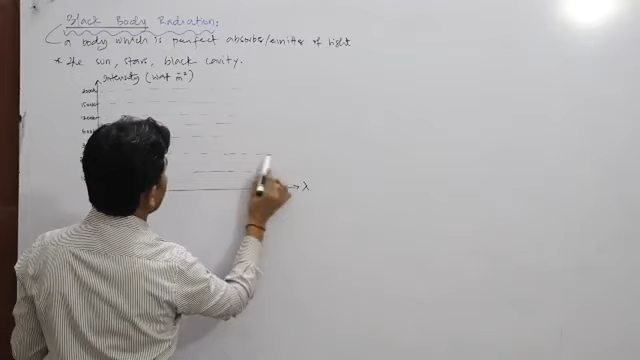 Black Body Radiation:
a body which is perfect absorber/emitter of light
* the sun, stars, black cavity.
Intensity (Watt m⁻²)
λ